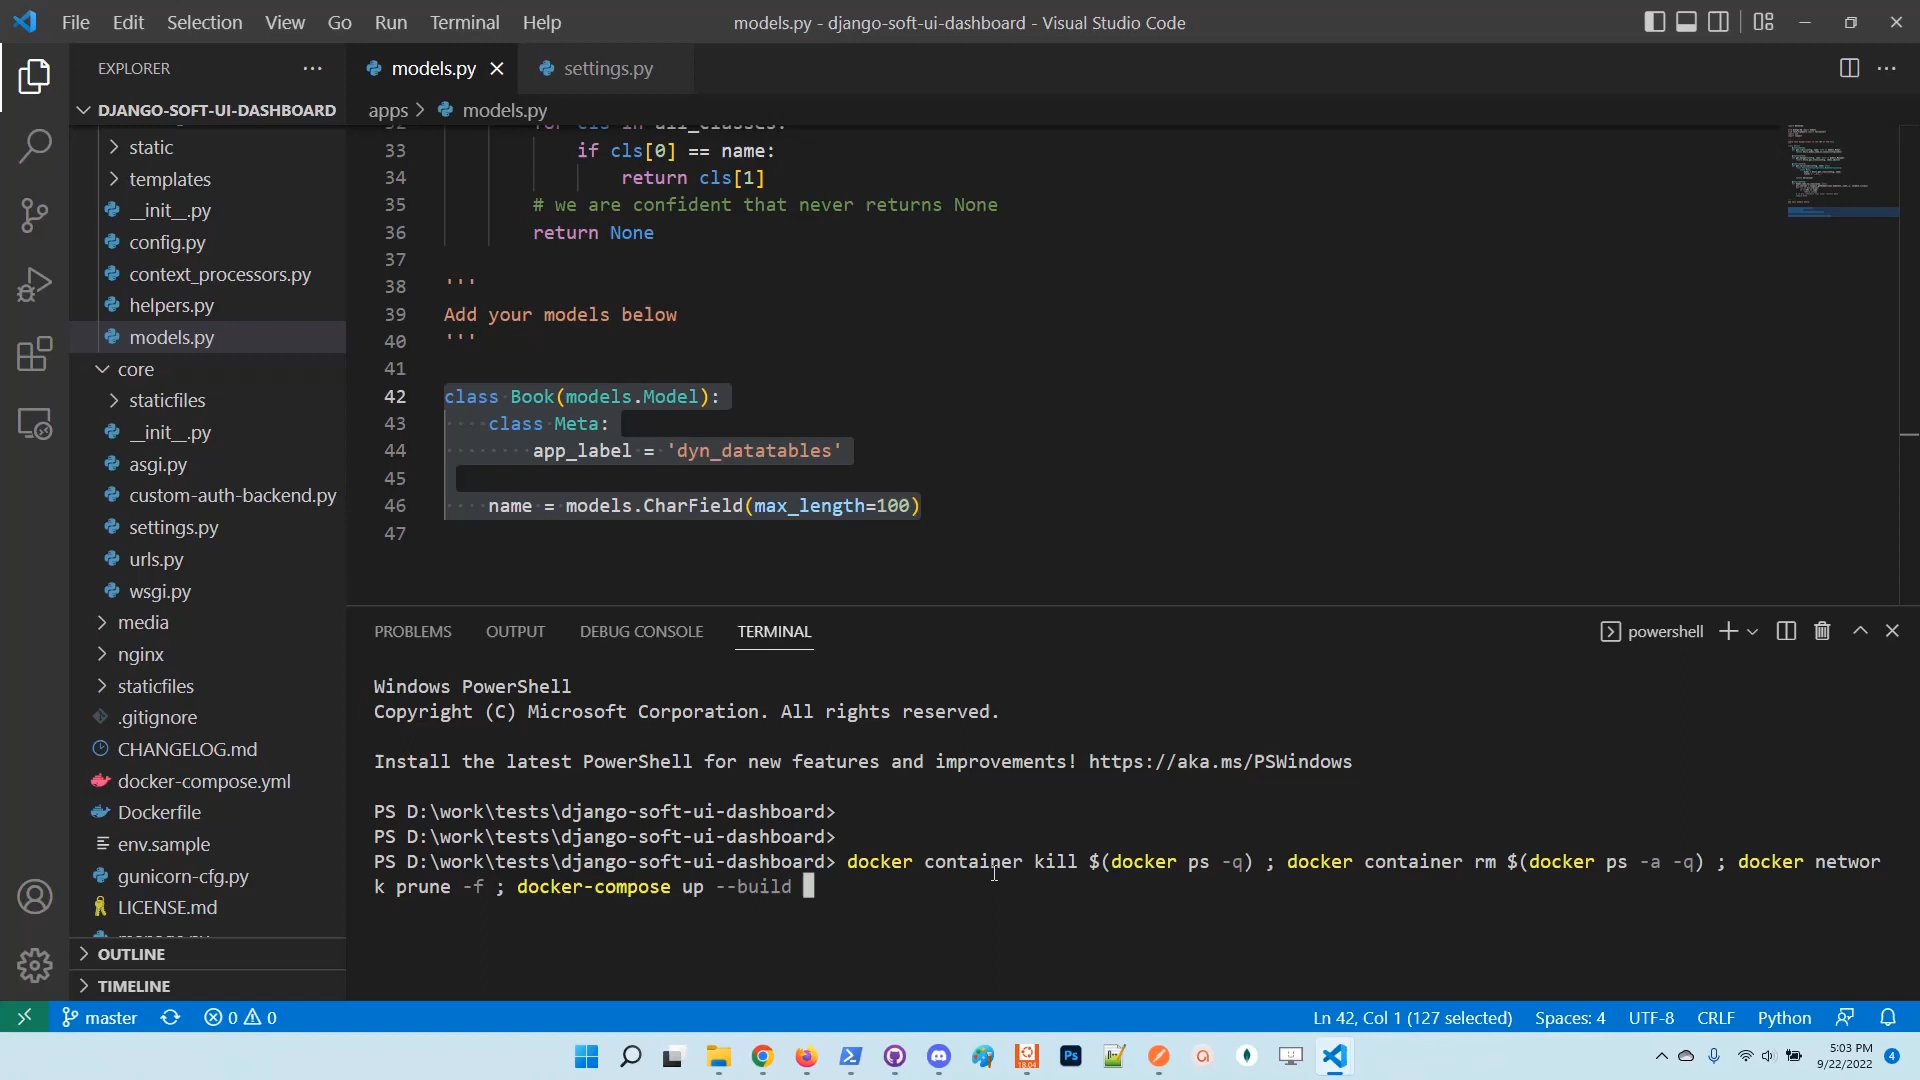 File Edit Selection View Go Run Terminal Help
models.py - django-soft-ui-dashboard - Visual Studio Code
EXPLORER
DJANGO-SOFT-UI-DASHBOARD
static
templates
__init__.py
config.py
context_processors.py
helpers.py
models.py
core
staticfiles
__init__.py
asgi.py
custom-auth-backend.py
settings.py
urls.py
wsgi.py
media
nginx
staticfiles
.gitignore
CHANGELOG.md
docker-compose.yml
Dockerfile
env.sample
gunicorn-cfg.py
LICENSE.md
OUTLINE
TIMELINE
models.py settings.py
apps > models.py
32 for cls in all_classes:
33 if cls[0] == name:
34 return cls[1]
35 # we are confident that never returns None
36 return None
37
38 '''
39 Add your models below
40 '''
41
42 class Book(models.Model):
43 class Meta:
44 app_label = 'dyn_datatables'
45
46 name = models.CharField(max_length=100)
47
PROBLEMS OUTPUT DEBUG CONSOLE TERMINAL
powershell
Windows PowerShell
Copyright (C) Microsoft Corporation. All rights reserved.
Install the latest PowerShell for new features and improvements! https://aka.ms/PSWindows
PS D:\work\tests\django-soft-ui-dashboard>
PS D:\work\tests\django-soft-ui-dashboard>
PS D:\work\tests\django-soft-ui-dashboard> docker container kill $(docker ps -q) ; docker container rm $(docker ps -a -q) ; docker networ
k prune -f ; docker-compose up --build
master 0 0
Ln 42, Col 1 (127 selected) Spaces: 4 UTF-8 CRLF Python
Ps
18.04
5:03 PM
9/22/2022
4